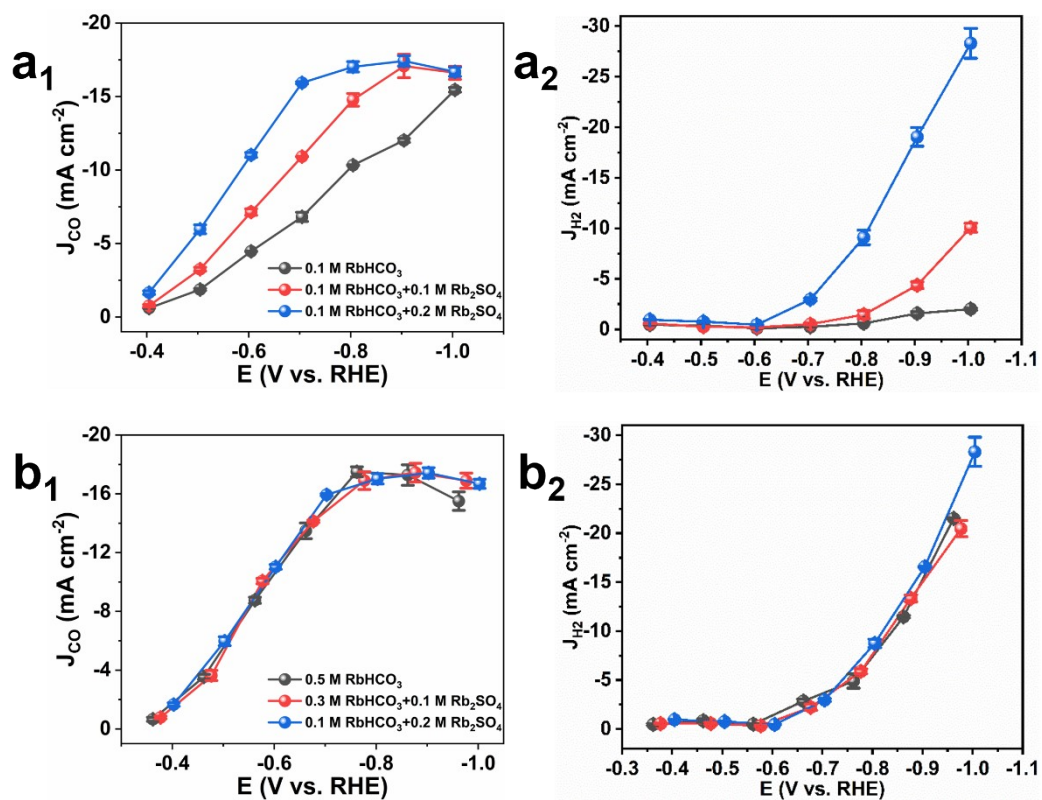 a₁
J_CO (mA cm⁻²)
-20
-15
-10
-5
0
0.1 M RbHCO₃
0.1 M RbHCO₃+0.1 M Rb₂SO₄
0.1 M RbHCO₃+0.2 M Rb₂SO₄
-0.4 -0.6 -0.8 -1.0
E (V vs. RHE)
a₂
J_H2 (mA cm⁻²)
-30
-25
-20
-15
-10
-5
0
-0.4 -0.5 -0.6 -0.7 -0.8 -0.9 -1.0 -1.1
E (V vs. RHE)
b₁
J_CO (mA cm⁻²)
-20
-16
-12
-8
-4
0
0.5 M RbHCO₃
0.3 M RbHCO₃+0.1 M Rb₂SO₄
0.1 M RbHCO₃+0.2 M Rb₂SO₄
-0.4 -0.6 -0.8 -1.0
E (V vs. RHE)
b₂
J_H2 (mA cm⁻²)
-30
-25
-20
-15
-10
-5
0
-0.3 -0.4 -0.5 -0.6 -0.7 -0.8 -0.9 -1.0 -1.1
E (V vs. RHE)